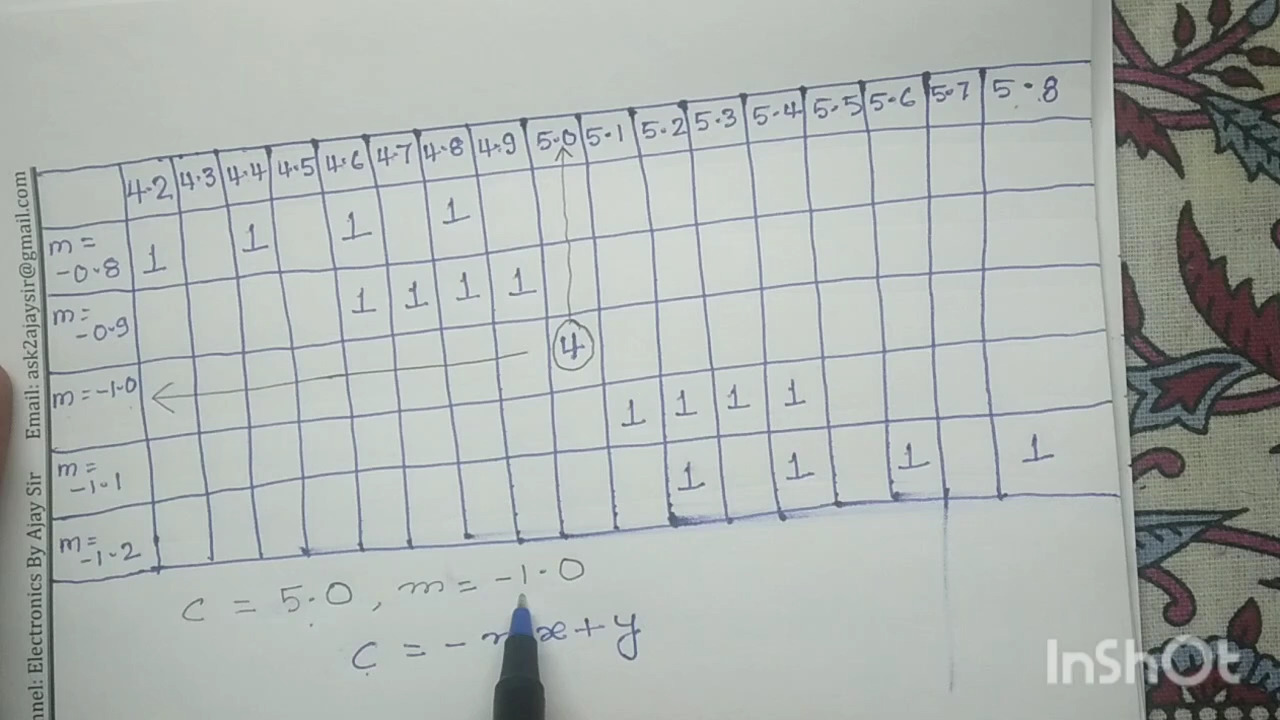 4.2 4.3 4.4 4.5 4.6 4.7 4.8 4.9 5.0 5.1 5.2 5.3 5.4 5.5 5.6 5.7 5.8
m = -0.8 1 1 1 1
m = -0.9 1 1 1 1
m = -1.0 4
m = -1.1 1 1 1 1
m = -1.2 1 1 1 1
c = 5.0, m = -1.0
c = - x + y
Electronics By Ajay Sir Email: ask2ajaysir@gmail.com
InShOt